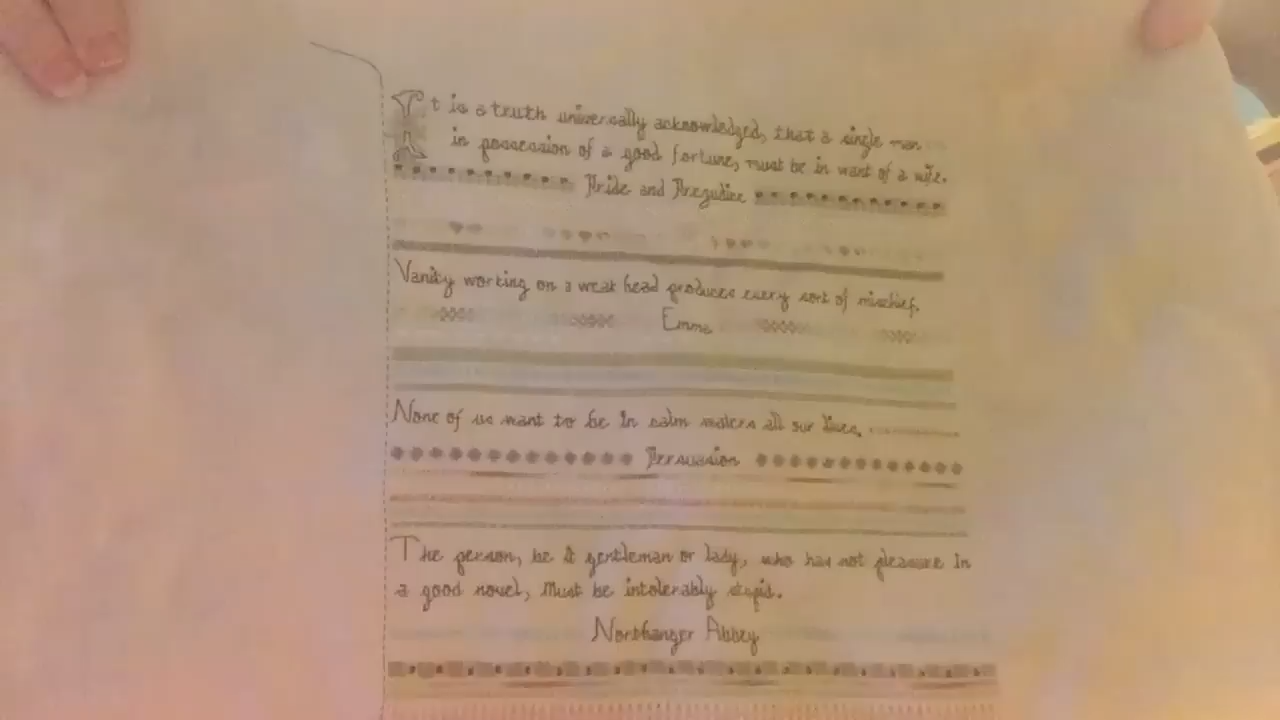 It is a truth universally acknowledged, that a single man
in possession of a good fortune, must be in want of a wife.
Pride and Prejudice
Vanity working on a weak head produces every sort of mischief.
Emma
None of us want to be in calm waters all our lives.
Persuasion
The person, be it gentleman or lady, who has not pleasure in
a good novel, must be intolerably stupid.
Northanger Abbey